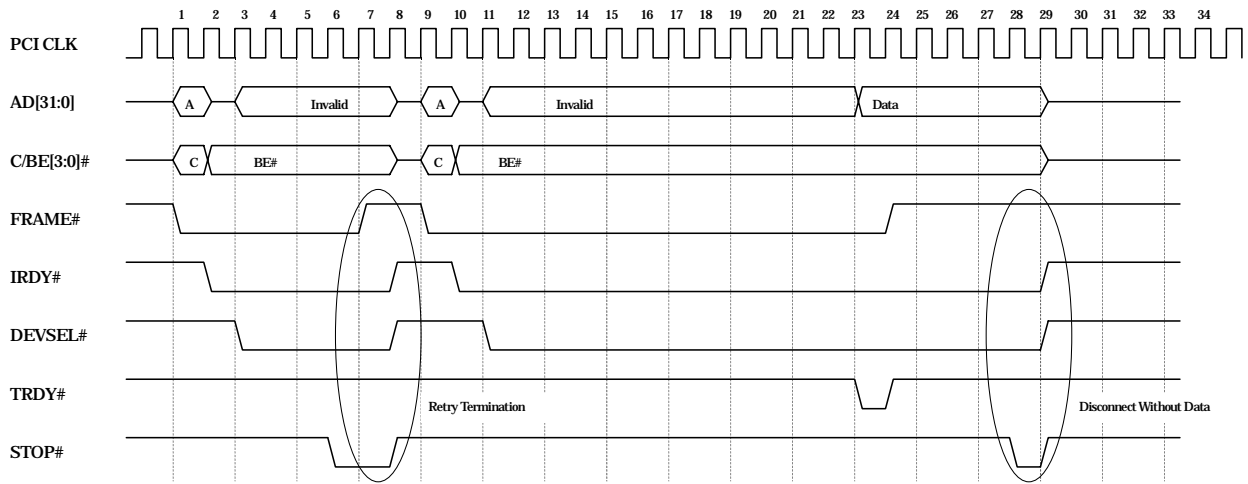 1 2 3 4 5 6 7 8 9 10 11 12 13 14 15 16 17 18 19 20 21 22 23 24 25 26 27 28 29 30 31 32 33 34
PCI CLK
AD[31:0] A Invalid A Invalid Data
C/BE[3:0]# C BE# C BE#
FRAME#
IRDY#
DEVSEL#
TRDY#
Retry Termination Disconnect Without Data
STOP#